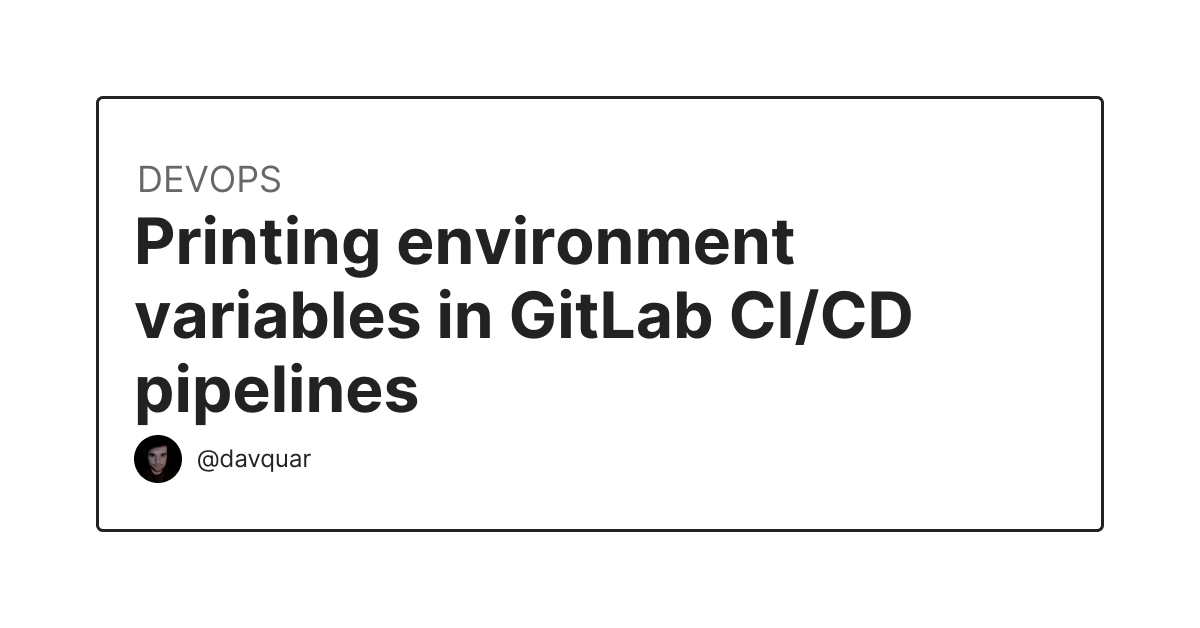 DEVOPS
Printing environment
variables in GitLab CI/CD
pipelines
@davquar